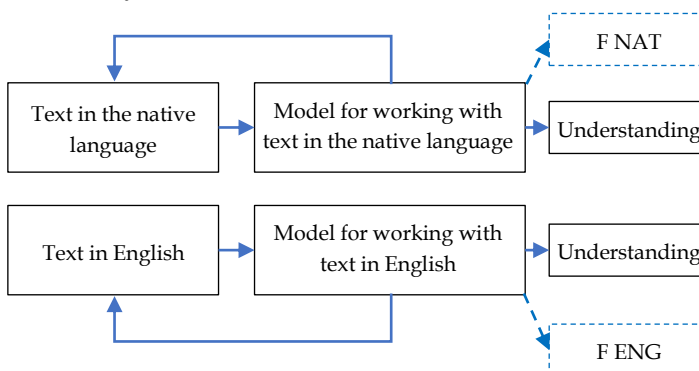 F NAT
Text in the native
language
Model for working with
text in the native language
Understanding
Text in English
Model for working with
text in English
Understanding
F ENG